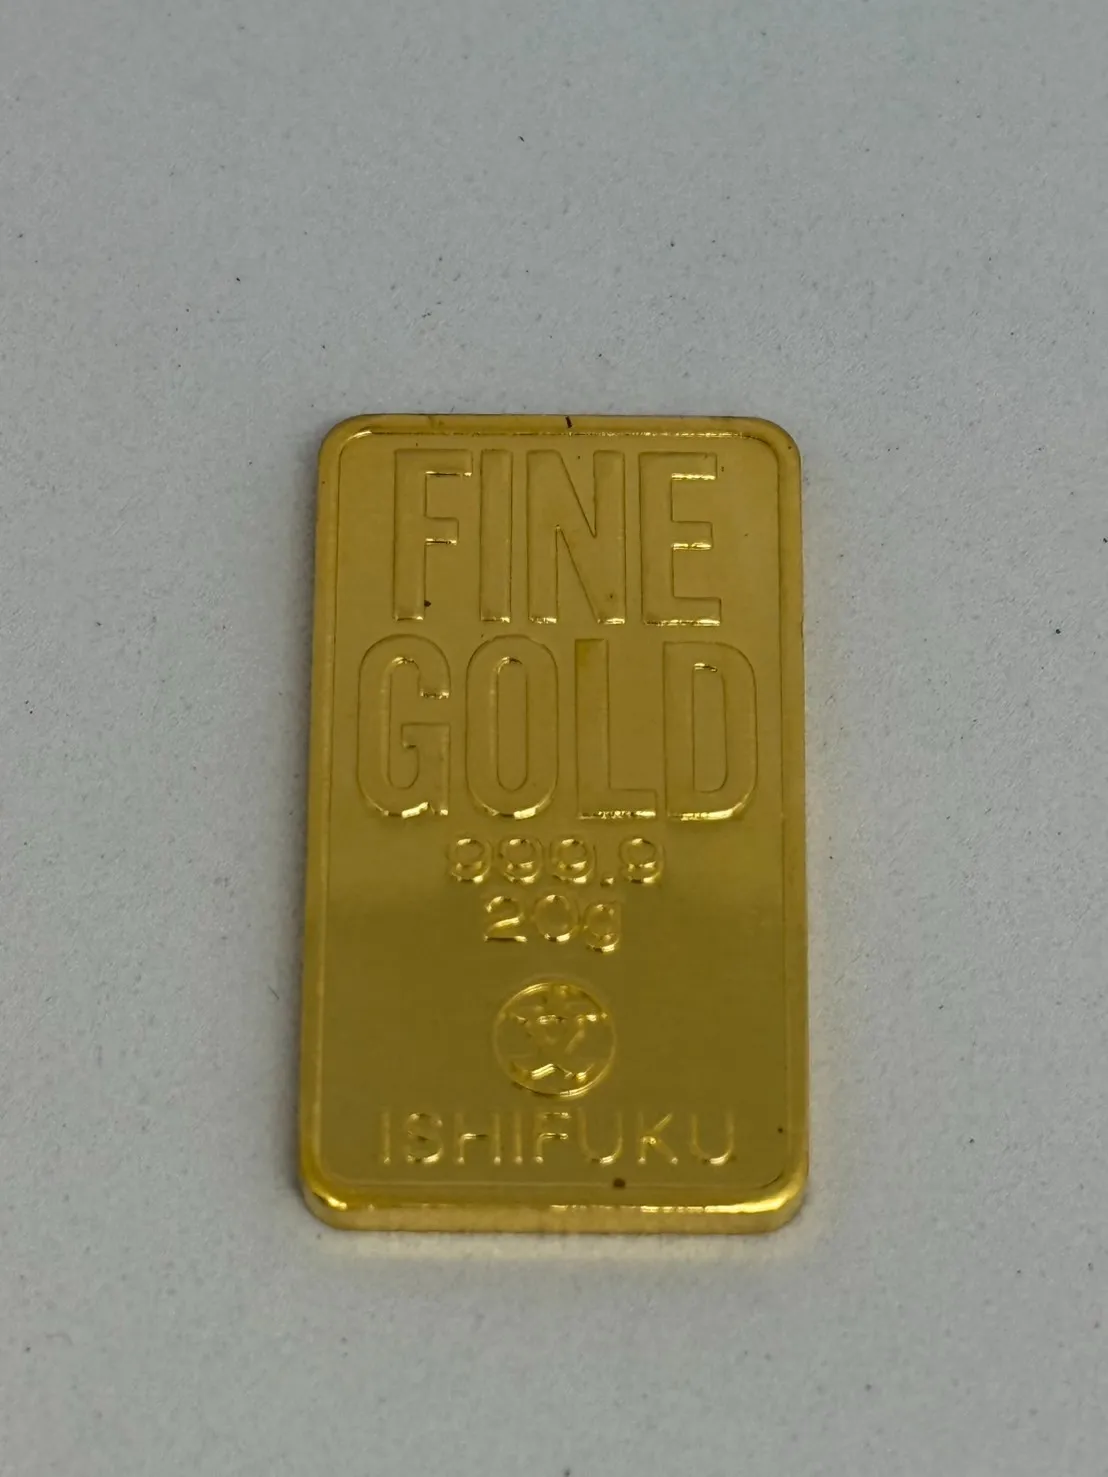 FINE
GOLD
999.9
20g
ISHIFUKU